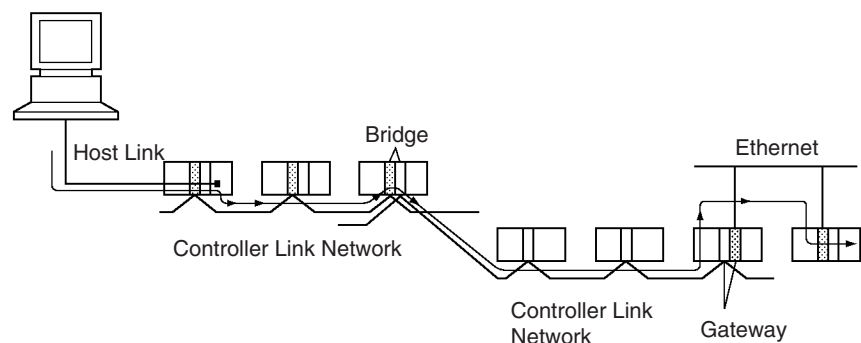 Bridge
Ethernet
Host Link
Controller Link Network
Controller Link
Network
Gateway